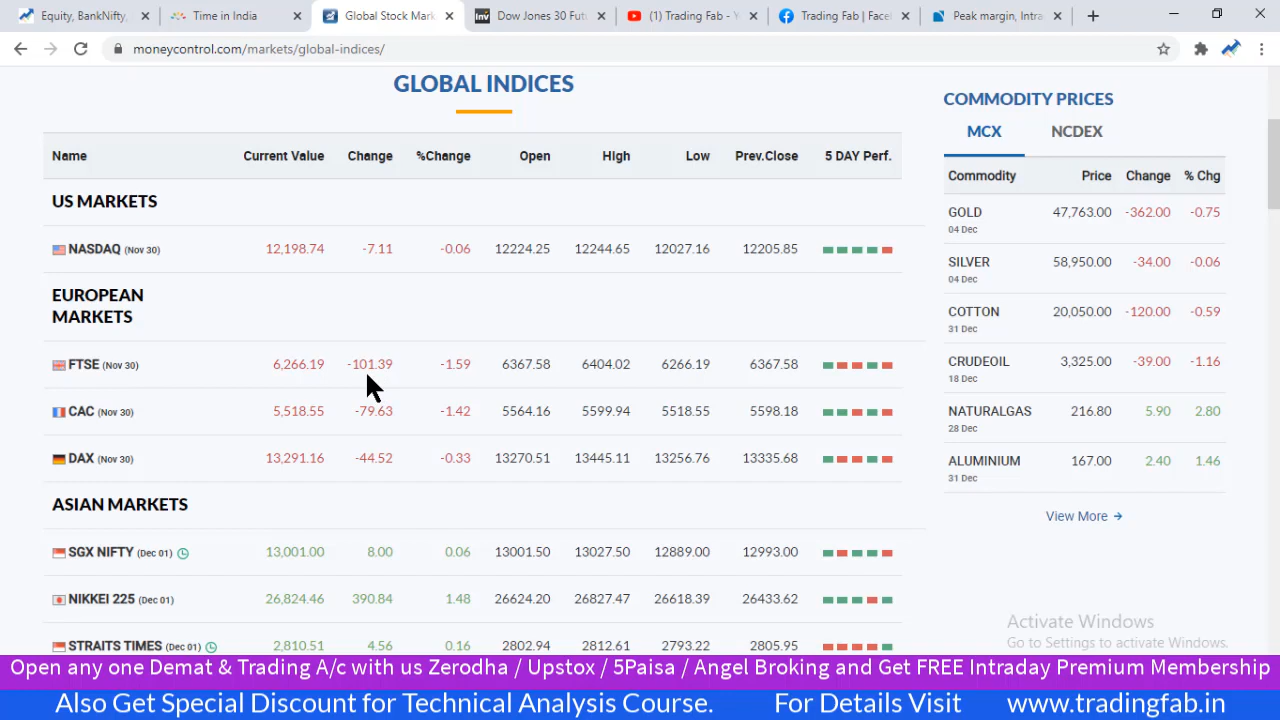 Equity, BankNifty, Time in India Global Stock Mark Dow Jones 30 Fut (1) Trading Fab - Y Trading Fab | Face Peak margin, Intra
moneycontrol.com/markets/global-indices/
GLOBAL INDICES
Name Current Value Change %Change Open High Low Prev.Close 5 DAY Perf.
US MARKETS
NASDAQ (Nov 30) 12,198.74 -7.11 -0.06 12224.25 12244.65 12027.16 12205.85
EUROPEAN
MARKETS
FTSE (Nov 30) 6,266.19 -101.39 -1.59 6367.58 6404.02 6266.19 6367.58
CAC (Nov 30) 5,518.55 -79.63 -1.42 5564.16 5599.94 5518.55 5598.18
DAX (Nov 30) 13,291.16 -44.52 -0.33 13270.51 13445.11 13256.76 13335.68
ASIAN MARKETS
SGX NIFTY (Dec 01) 13,001.00 8.00 0.06 13001.50 13027.50 12889.00 12993.00
NIKKEI 225 (Dec 01) 26,824.46 390.84 1.48 26624.20 26827.47 26618.39 26433.62
STRAITS TIMES (Dec 01) 2,810.51 4.56 0.16 2802.94 2812.61 2793.22 2805.95
COMMODITY PRICES
MCX NCDEX
Commodity Price Change % Chg
GOLD 47,763.00 -362.00 -0.75
04 Dec
SILVER 58,950.00 -34.00 -0.06
04 Dec
COTTON 20,050.00 -120.00 -0.59
31 Dec
CRUDEOIL 3,325.00 -39.00 -1.16
18 Dec
NATURALGAS 216.80 5.90 2.80
28 Dec
ALUMINIUM 167.00 2.40 1.46
31 Dec
View More
Activate Windows
Go to Settings to activate Windows.
Open any one Demat & Trading A/c with us Zerodha / Upstox / 5Paisa / Angel Broking and Get FREE Intraday Premium Membership
Also Get Special Discount for Technical Analysis Course. For Details Visit www.tradingfab.in